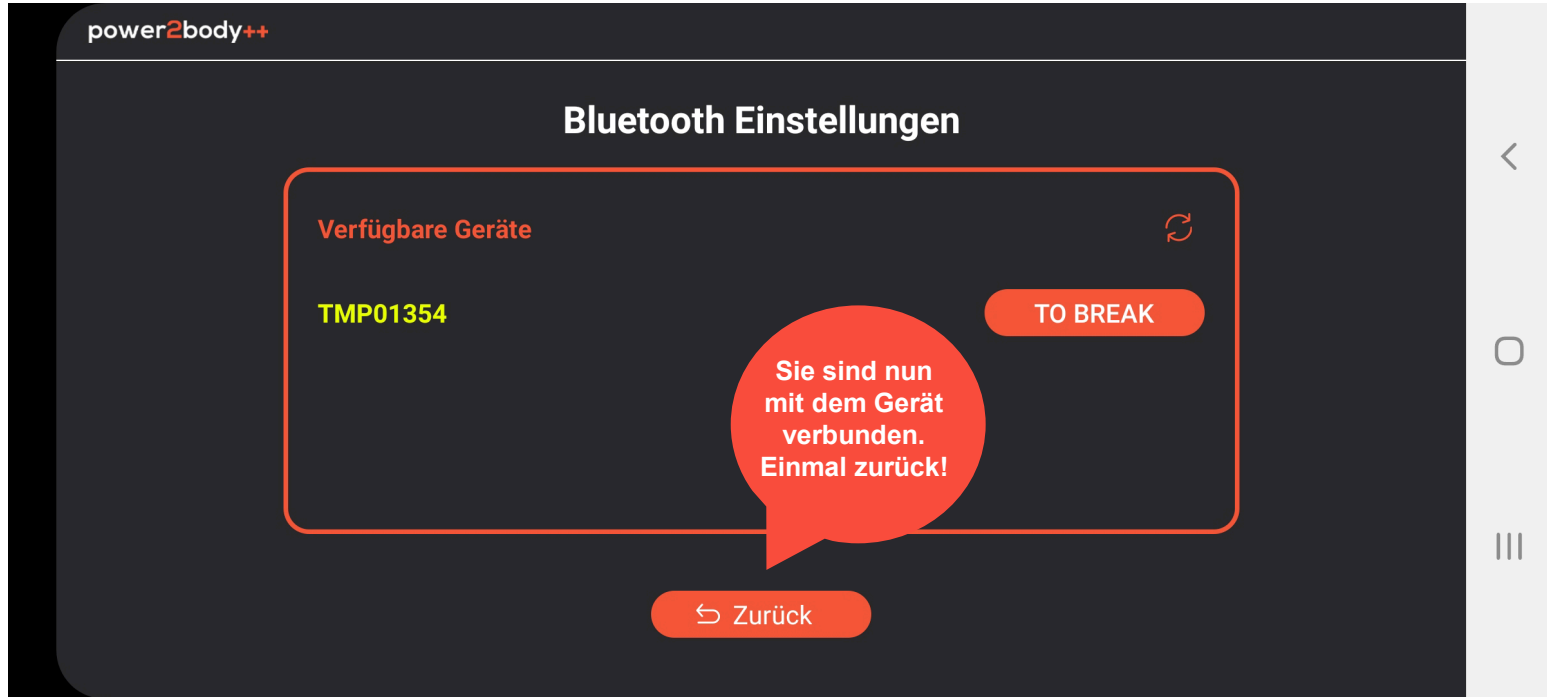 power2body++
Bluetooth Einstellungen
Verfügbare Geräte
TMP01354
TO BREAK
Sie sind nun
mit dem Gerät
verbunden.
Einmal zurück!
Zurück